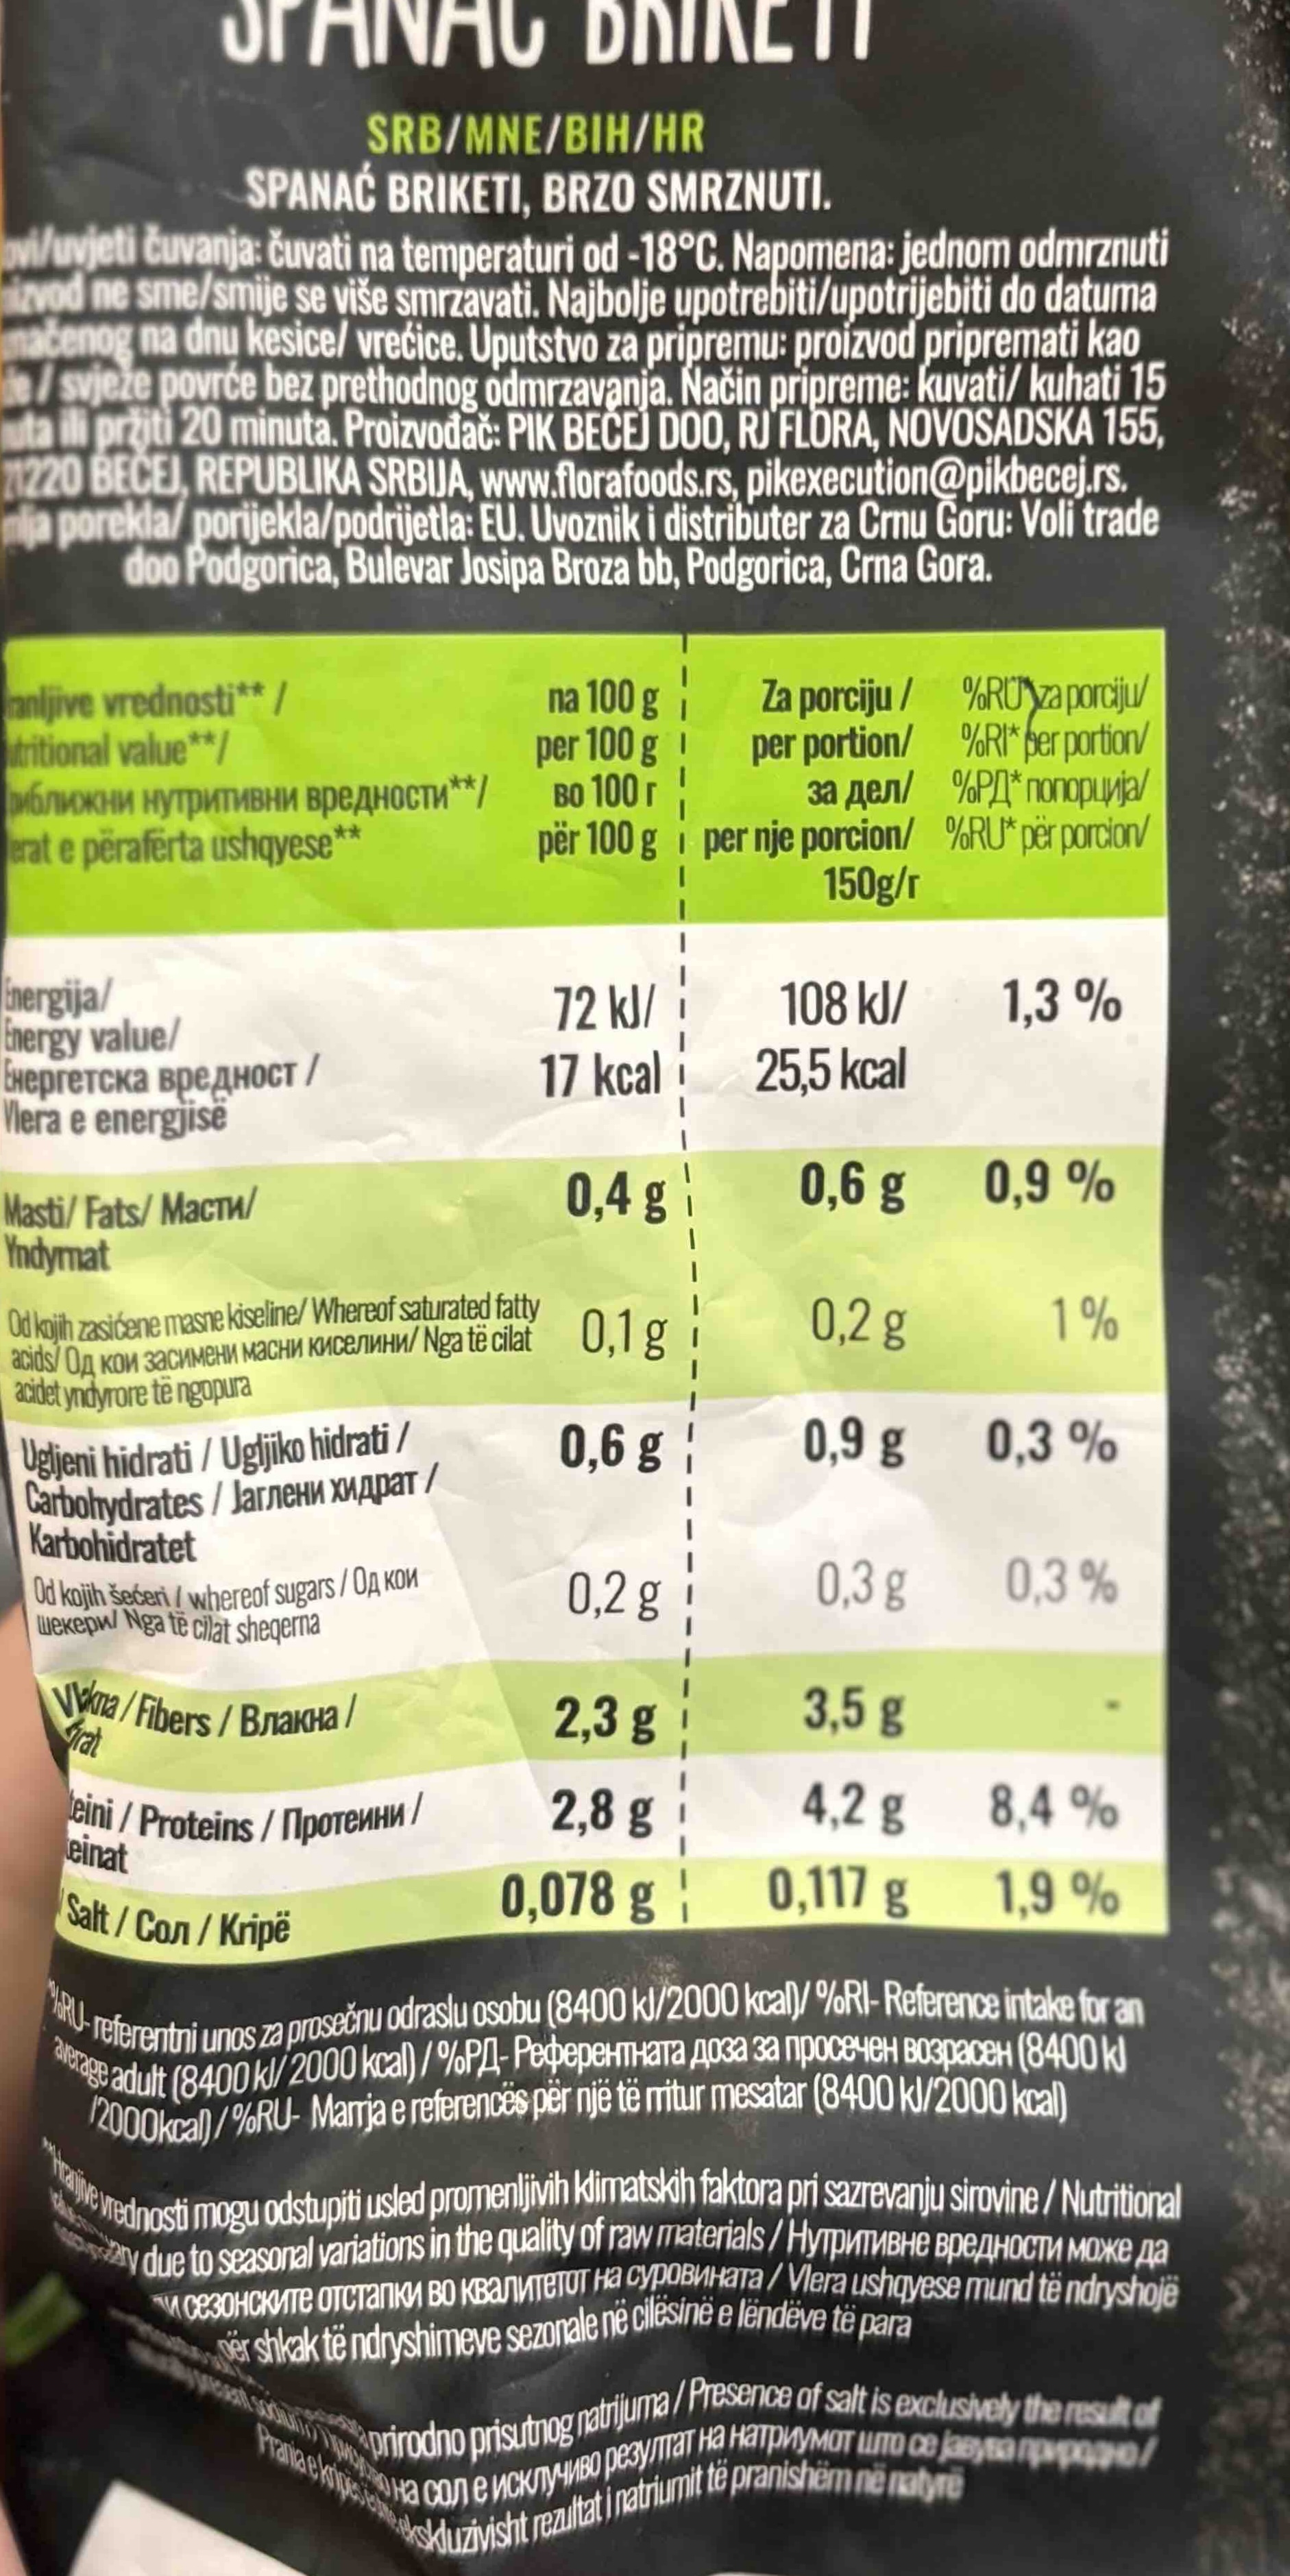 SPANAĆ BRIKETI
SRB/MNE/BIH/HR
SPANAĆ BRIKETI, BRZO SMRZNUTI.
čuvanja: čuvati na temperaturi od -18°C. Napomena: jednom odmrznuti
ne sme/smije se više smrzavati. Najbolje upotrebiti/upotrijebiti do datuma
na dnu kesice/ vrećice. Uputstvo za pripremu: proizvod pripremati kao
/ svježe povrće bez prethodnog odmrzavanja. Način pripreme: kuvati/ kuhati 15
ili pržiti 20 minuta. Proizvođač: PIK BEČEJ DOO, RJ FLORA, NOVOSADSKA 155,
21220 BEČEJ, REPUBLIKA SRBIJA, www.florafoods.rs, pikexecution@pikbecej.rs.
porekla/ porijekla/podrijetla: EU. Uvoznik i distributer za Crnu Goru: Voli trade
doo Podgorica, Bulevar Josipa Broza bb, Podgorica, Crna Gora.
vrednosti** / na 100 g Za porciju / %RU* za porciju/
value**/ per 100 g per portion/ %RI* per portion/
нутритивни вредности**/ во 100 г за дел/ %РД* попорција/
e përafërta ushqyese** për 100 g per nje porcion/ %RU* për porcion/
150g/г
Energija/ 72 kJ/ 108 kJ/ 1,3 %
Energy value/
Енергетска вредност / 17 kcal 25,5 kcal
Vlera e energjisë
Masti/ Fats/ Масти/ 0,4 g 0,6 g 0,9 %
Yndyrnat
Od kojih zasićene masne kiseline/ Whereof saturated fatty 0,1 g 0,2 g 1 %
acids/ Од кои засимени масни киселини/ Nga të cilat
acidet yndyrore të ngopura
Ugljeni hidrati / Ugljiko hidrati / 0,6 g 0,9 g 0,3 %
Carbohydrates / Јаглени хидрат /
Karbohidratet
Od kojih šećeri / whereof sugars / Од кои 0,2 g 0,3 g 0,3 %
шекери/ Nga të cilat sheqerna
Vlakna / Fibers / Влакна / 2,3 g 3,5 g -
/ Proteins / Протеини / 2,8 g 4,2 g 8,4 %
/ Salt / Сол / Kripë 0,078 g 0,117 g 1,9 %
*%RU- referentni unos za prosečnu odraslu osobu (8400 kJ/2000 kcal)/ %RI- Reference intake for an
average adult (8400 kJ/ 2000 kcal) / %РД- Референтната доза за просечен возрасен (8400 kJ
/2000kcal) / %RU- Marrja e referencës për një të rritur mesatar (8400 kJ/2000 kcal)
**Hranjive vrednosti mogu odstupiti usled promenljivih klimatskih faktora pri sazrevanju sirovine / Nutritional
due to seasonal variations in the quality of raw materials / Нутритивне вредности може да
сезонските отстапки во квалитетот на суровината / Vlera ushqyese mund të ndryshojë
për shkak të ndryshimeve sezonale në cilësinë e lëndëve të para
prirodno prisutnog natrijuma / Presence of salt is exclusively the result of
на сол е исклучиво резултат на натриумот што се јавува природно /
ekskluzivisht rezultat i natriumit të pranishëm në natyrë